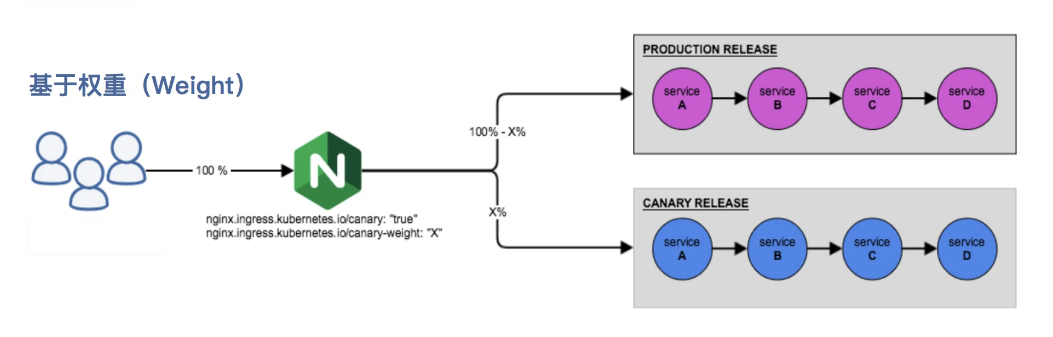 基于权重（Weight）
100 %
N
nginx.ingress.kubernetes.io/canary: "true"
nginx.ingress.kubernetes.io/canary-weight: "X"
100% - X%
X%
PRODUCTION RELEASE
service
A
service
B
service
C
service
D
CANARY RELEASE
service
A
service
B
service
C
service
D